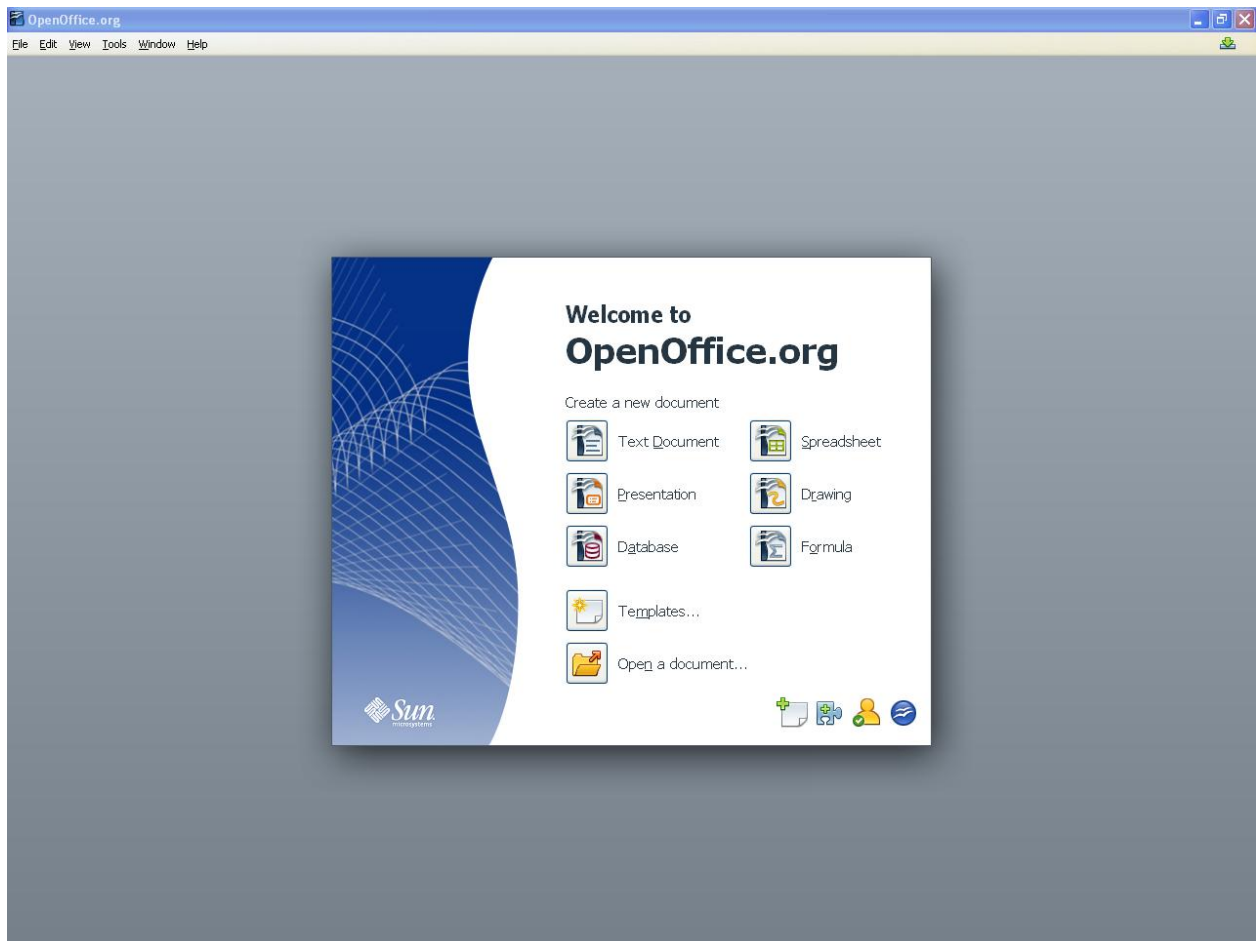 OpenOffice.org
File Edit View Tools Window Help
Welcome to
OpenOffice.org
Create a new document
Text Document Spreadsheet
Presentation Drawing
Database Formula
Templates...
Open a document...
Sun
microsystems